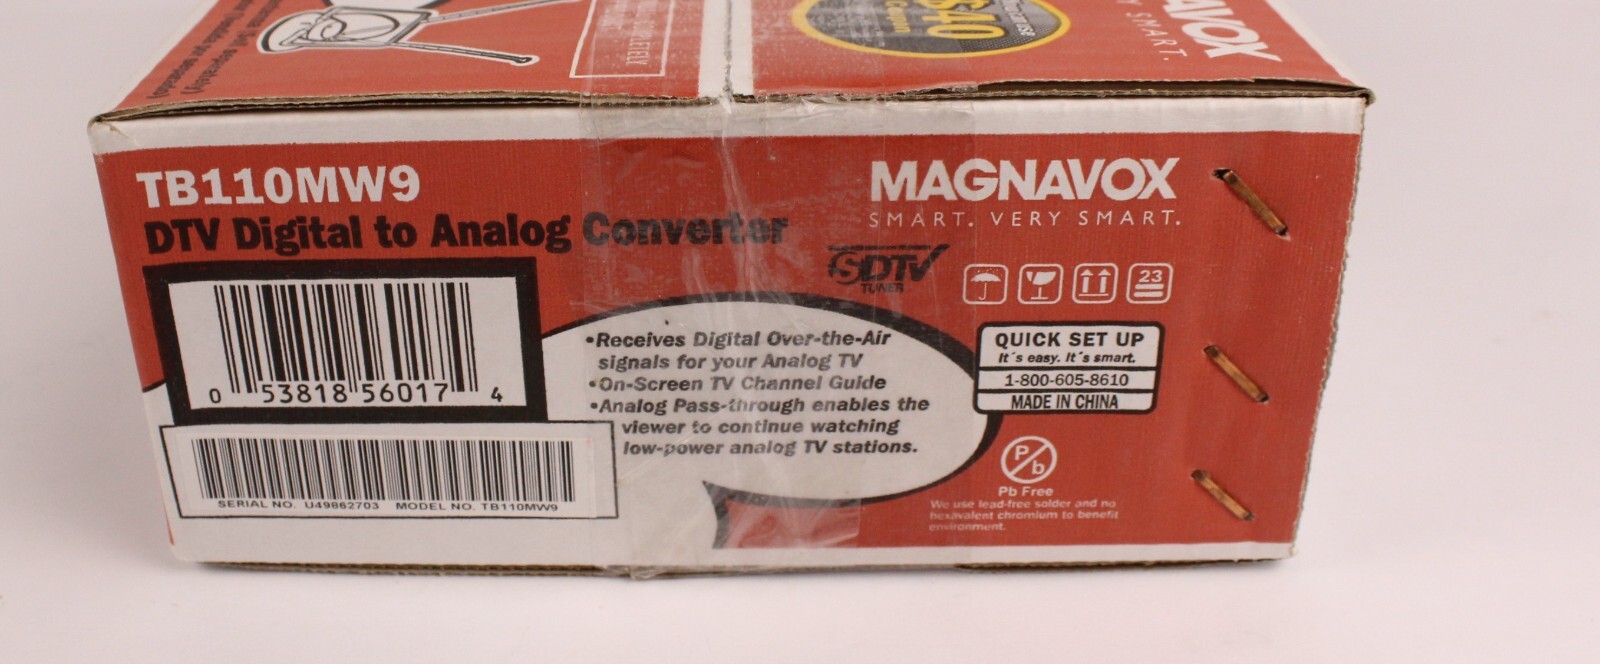 $40
Coupon
VOX
Y SMART.
TB110MW9
DTV Digital to Analog Converter
MAGNAVOX
SMART. VERY SMART.
SDTV
TUNER
23
0 53818 56017 4
•Receives Digital Over-the-Air
signals for your Analog TV
•On-Screen TV Channel Guide
•Analog Pass-through enables the
viewer to continue watching
low-power analog TV stations.
QUICK SET UP
It´s easy. It´s smart.
1-800-605-8610
MADE IN CHINA
SERIAL NO. U49862703 MODEL NO. TB110MW9
Pb
Pb Free
We use lead-free solder and no
hexavalent chromium to benefit
environment.